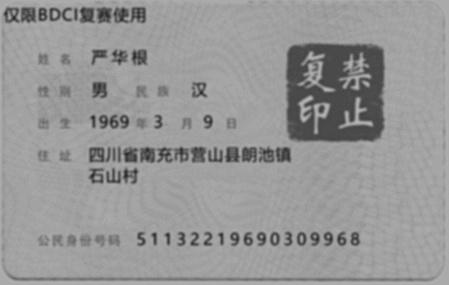 仅限BDCI复赛使用
姓名 严华根
性别 男 民族 汉
出生 1969 年 3 月 9 日
住址 四川省南充市营山县朗池镇
石山村
禁止
复印
公民身份号码 511322196903099968